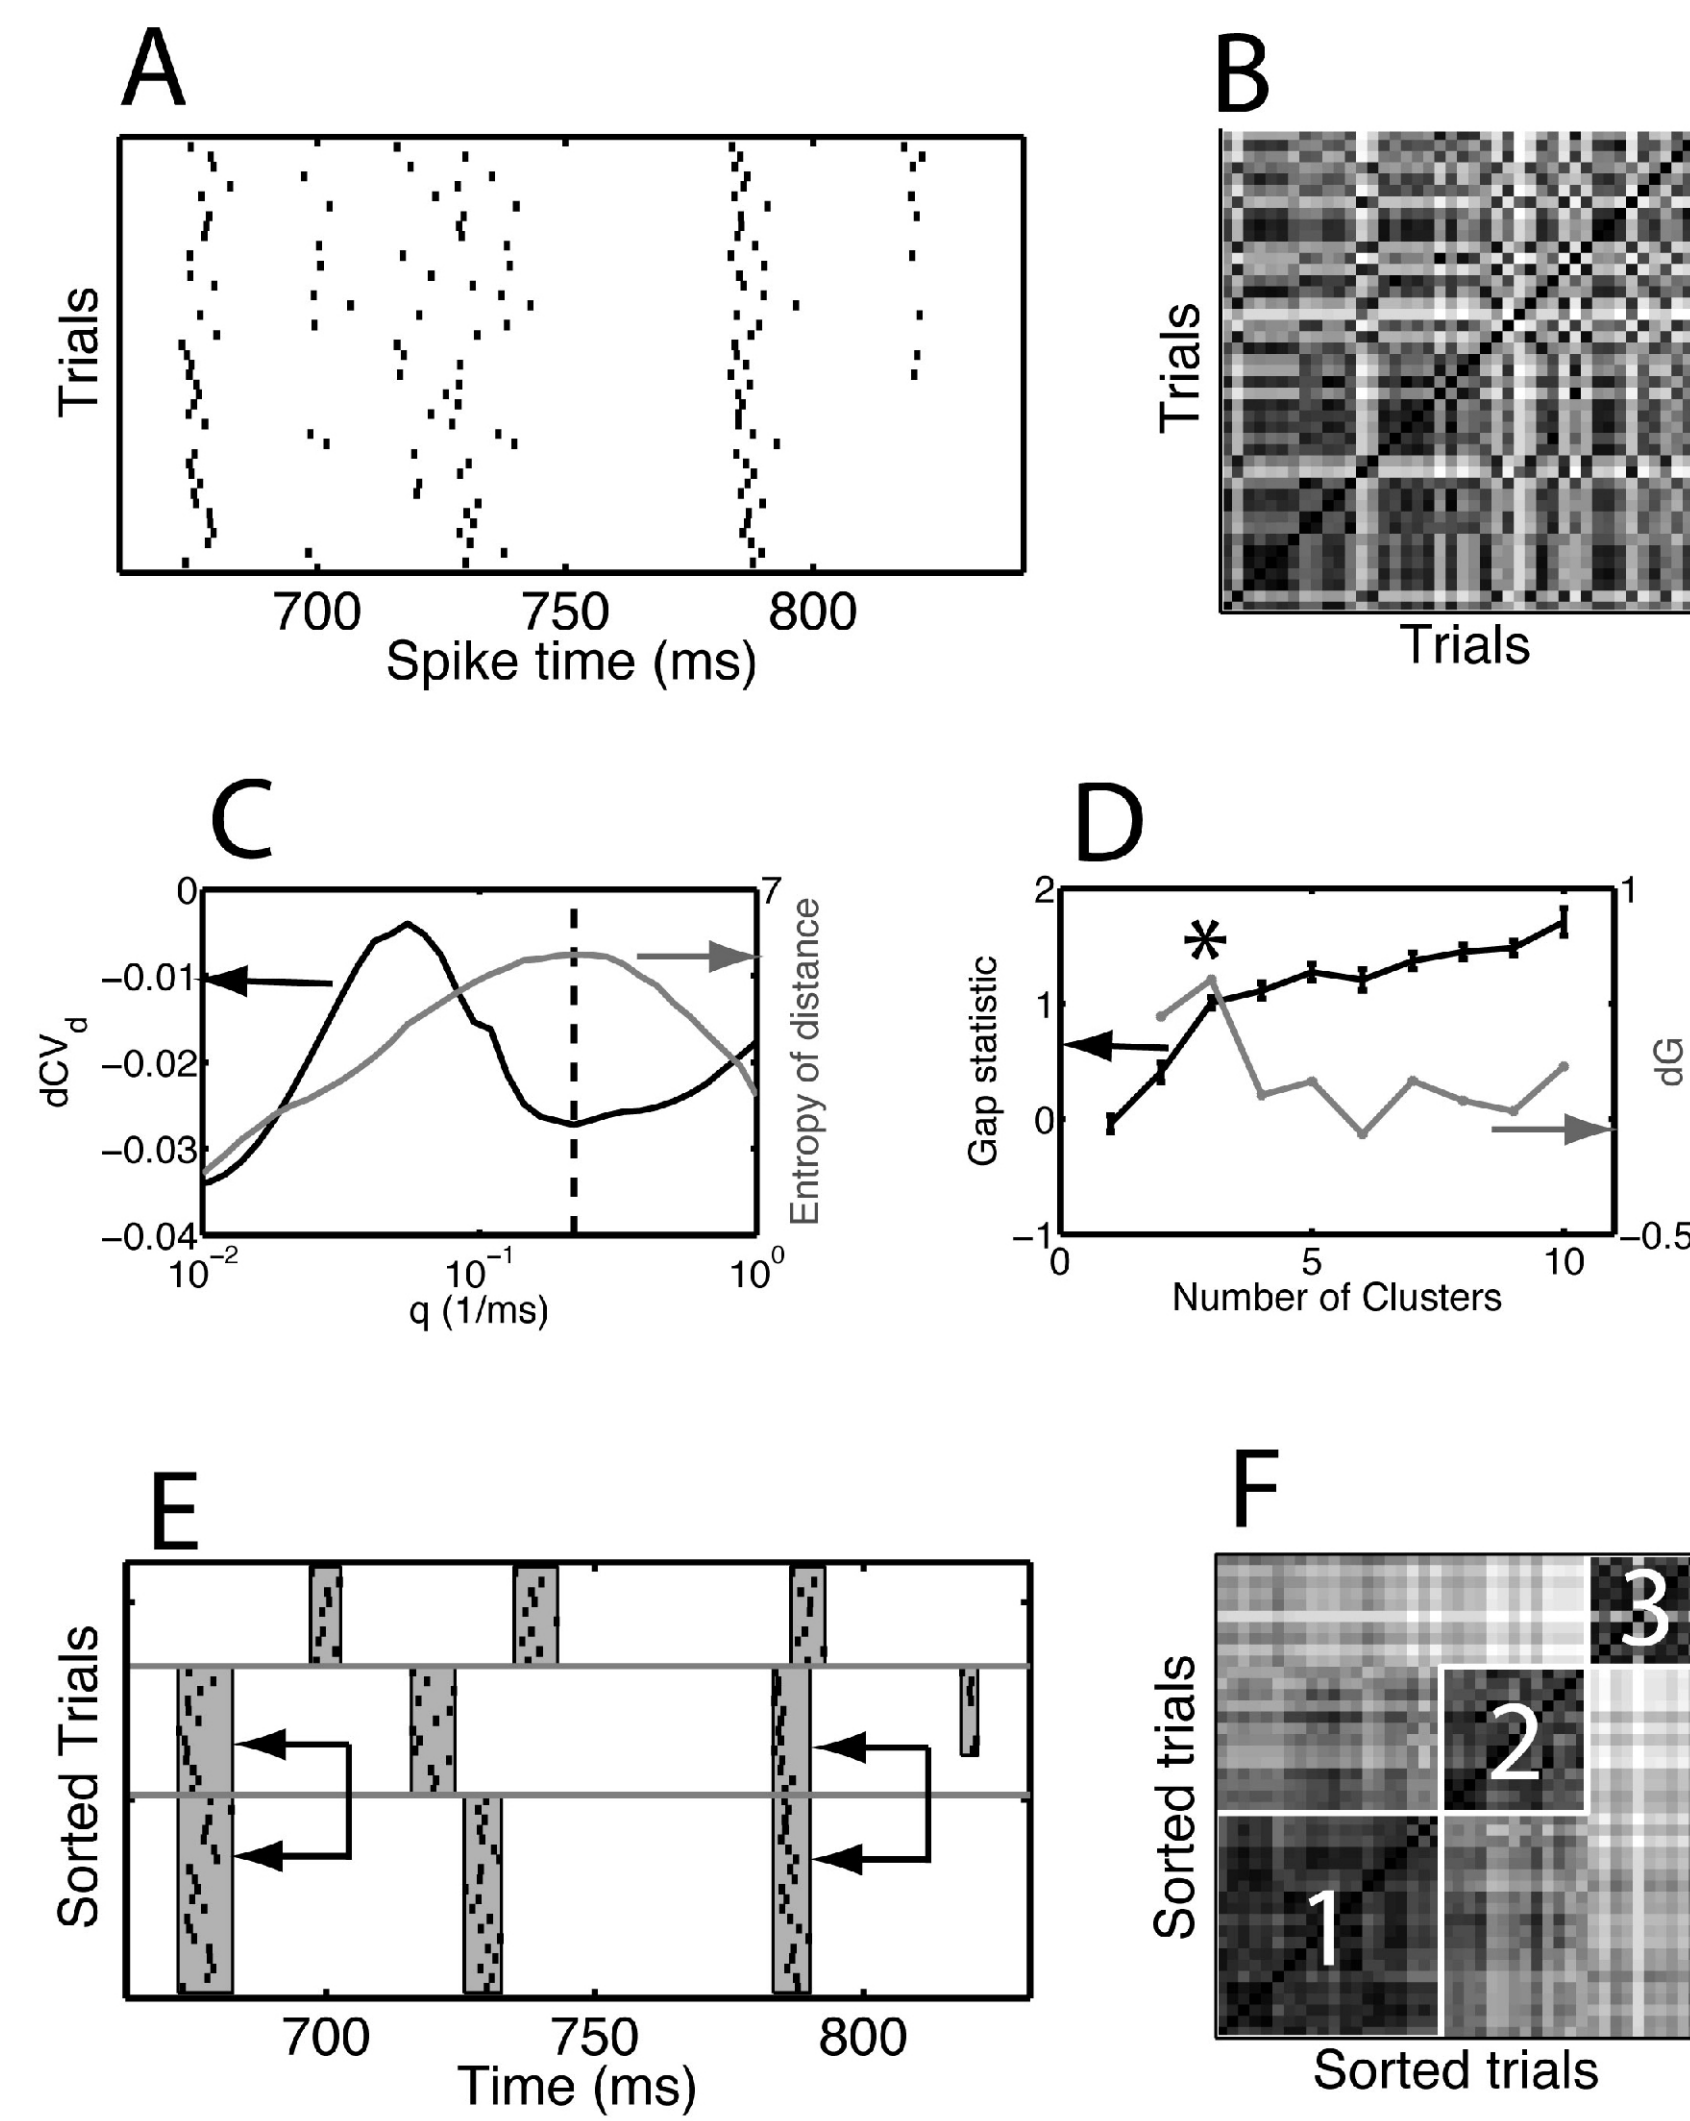 A
B
Trials
Trials
700 750 800
Spike time (ms)
Trials
C
D
0
−0.01
−0.02
−0.03
−0.04
dCVd
7
Entropy of distance
10−2 10−1 100
q (1/ms)
2
1
0
−1
Gap statistic
*
1
−0.5
dG
0 5 10
Number of Clusters
E
F
Sorted Trials
700 750 800
Time (ms)
Sorted trials
3
2
1
Sorted trials